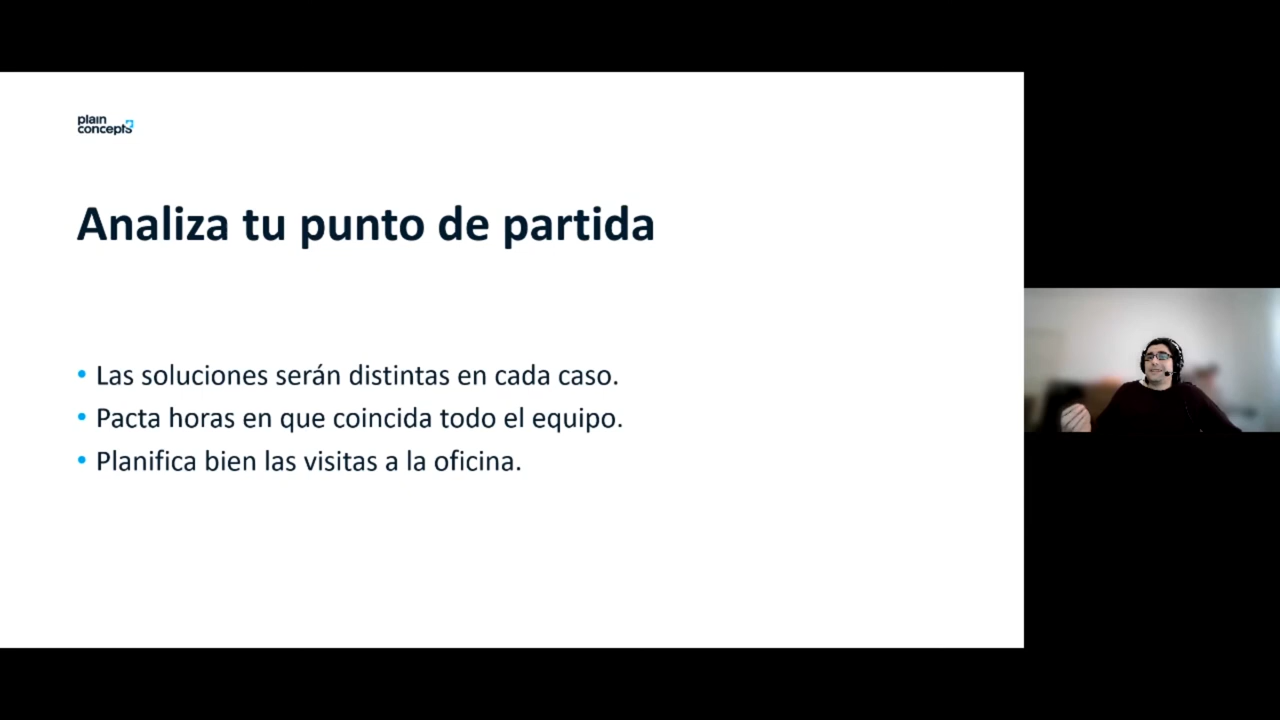 plain
concepts
Analiza tu punto de partida
• Las soluciones serán distintas en cada caso.
• Pacta horas en que coincida todo el equipo.
• Planifica bien las visitas a la oficina.